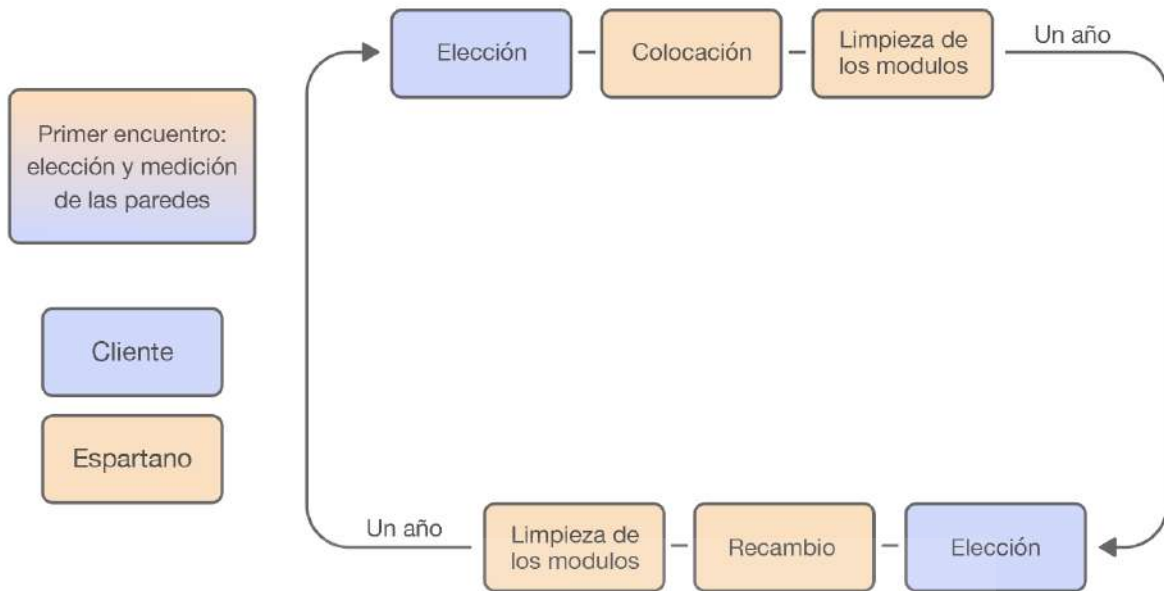 Elección
Colocación
Limpieza de
los modulos
Un año
Primer encuentro:
elección y medición
de las paredes
Cliente
Espartano
Un año
Limpieza de
los modulos
Recambio
Elección